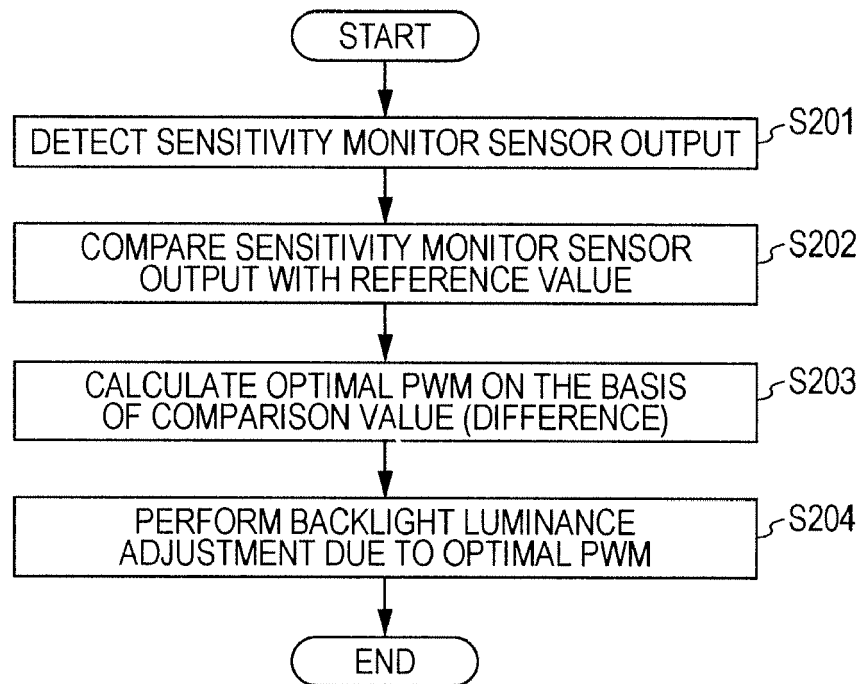 START
DETECT SENSITIVITY MONITOR SENSOR OUTPUT
S201
COMPARE SENSITIVITY MONITOR SENSOR
OUTPUT WITH REFERENCE VALUE
S202
CALCULATE OPTIMAL PWM ON THE BASIS
OF COMPARISON VALUE (DIFFERENCE)
S203
PERFORM BACKLIGHT LUMINANCE
ADJUSTMENT DUE TO OPTIMAL PWM
S204
END